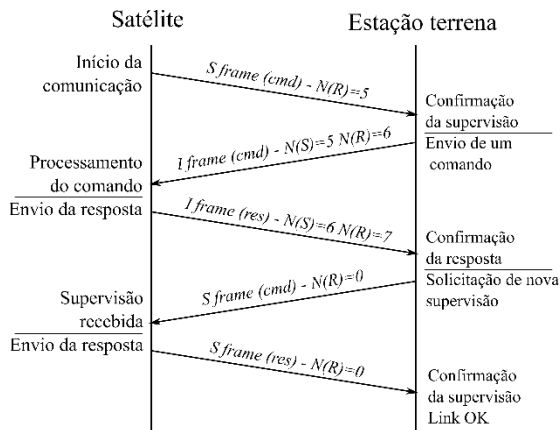 Satélite
Estação terrena
Início da
comunicação
S frame (cmd) - N(R)=5
Confirmação
da supervisão
Envio de um
comando
I frame (cmd) - N(S)=5 N(R)=6
Processamento
do comando
Envio da resposta
I frame (res) - N(S)=6 N(R)=7
Confirmação
da resposta
Solicitação de nova
supervisão
S frame (cmd) - N(R)=0
Supervisão
recebida
Envio da resposta
S frame (res) - N(R)=0
Confirmação
da supervisão
Link OK